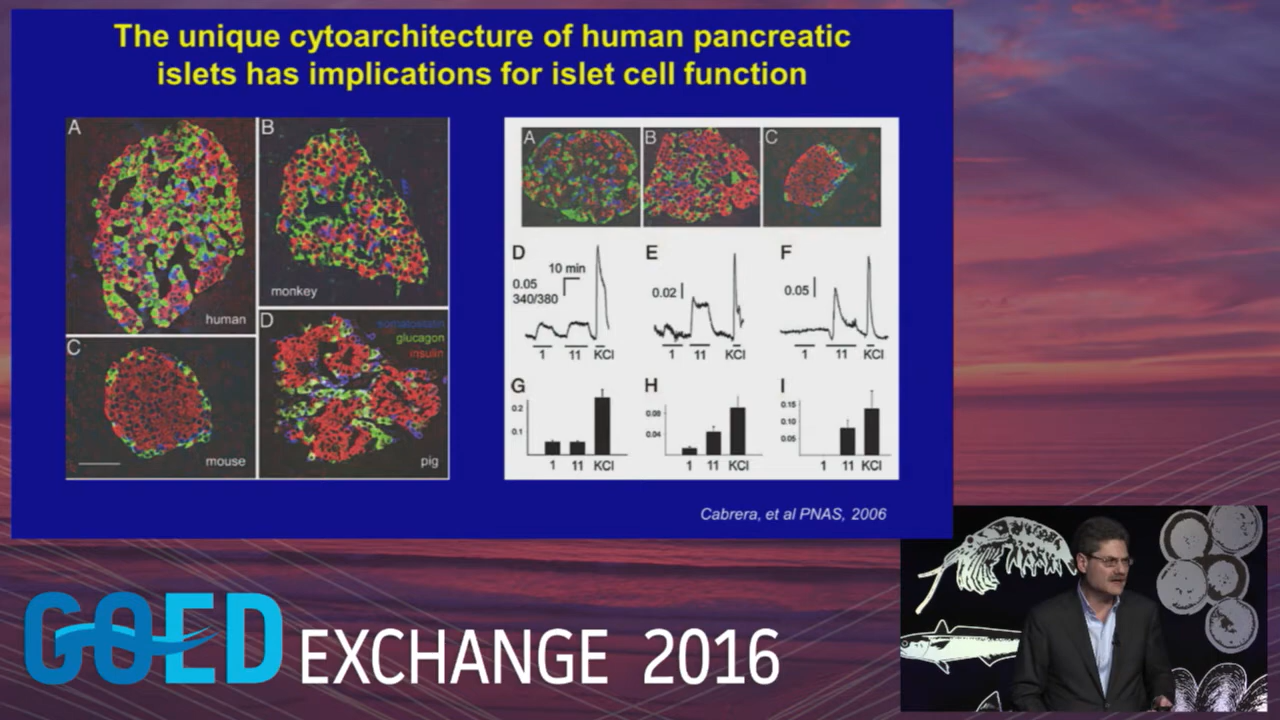 The unique cytoarchitecture of human pancreatic
islets has implications for islet cell function
A
human
B
monkey
C
mouse
D
somatostatin
glucagon
insulin
pig
A
B
C
D
10 min
0.05
340/380
1 11 KCl
E
0.02
1 11 KCl
F
0.05
1 11 KCl
G
0.2
0.1
1 11 KCl
H
0.08
0.04
1 11 KCl
I
0.15
0.10
0.05
1 11 KCl
Cabrera, et al PNAS, 2006
GOED EXCHANGE 2016